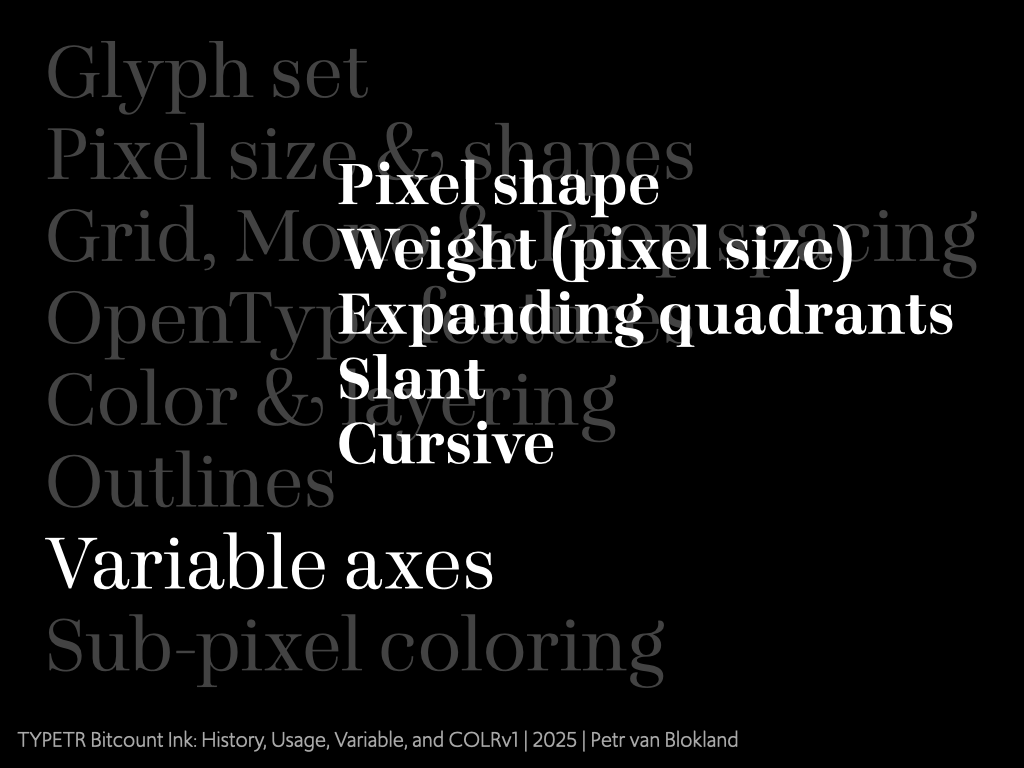 Glyph set
Pixel size & shapes
Grid, Mono & Prop spacing
OpenType features
Color & layering
Outlines
Variable axes
Sub-pixel coloring
Pixel shape
Weight (pixel size)
Expanding quadrants
Slant
Cursive
TYPETR Bitcount Ink: History, Usage, Variable, and COLRv1 | 2025 | Petr van Blokland